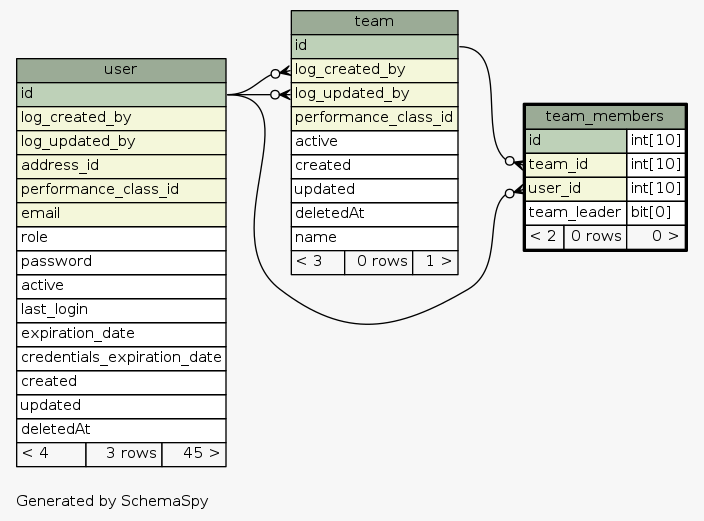 user
id
log_created_by
log_updated_by
address_id
performance_class_id
email
role
password
active
last_login
expiration_date
credentials_expiration_date
created
updated
deletedAt
< 4 3 rows 45 >
team
id
log_created_by
log_updated_by
performance_class_id
active
created
updated
deletedAt
name
< 3 0 rows 1 >
team_members
id int[10]
team_id int[10]
user_id int[10]
team_leader bit[0]
< 2 0 rows 0 >
Generated by SchemaSpy